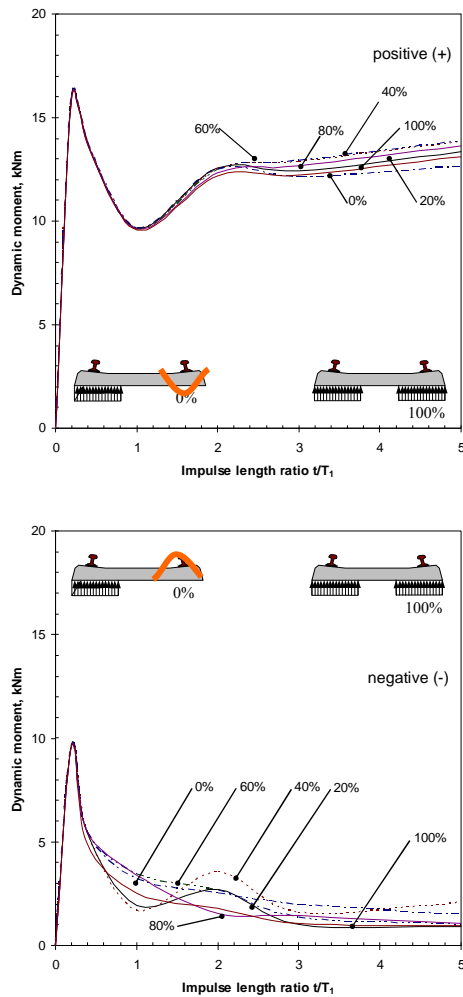 20
positive (+)
40%
15
60%
80%
100%
10
0%
20%
Dynamic moment, kNm
5
0%
100%
0
0 1 2 3 4 5
Impulse length ratio t/T1
20
0%
100%
15
negative (-)
Dynamic moment, kNm
10
0% 60% 40% 20%
5
100%
80%
0
0 1 2 3 4 5
Impulse length ratio t/T1